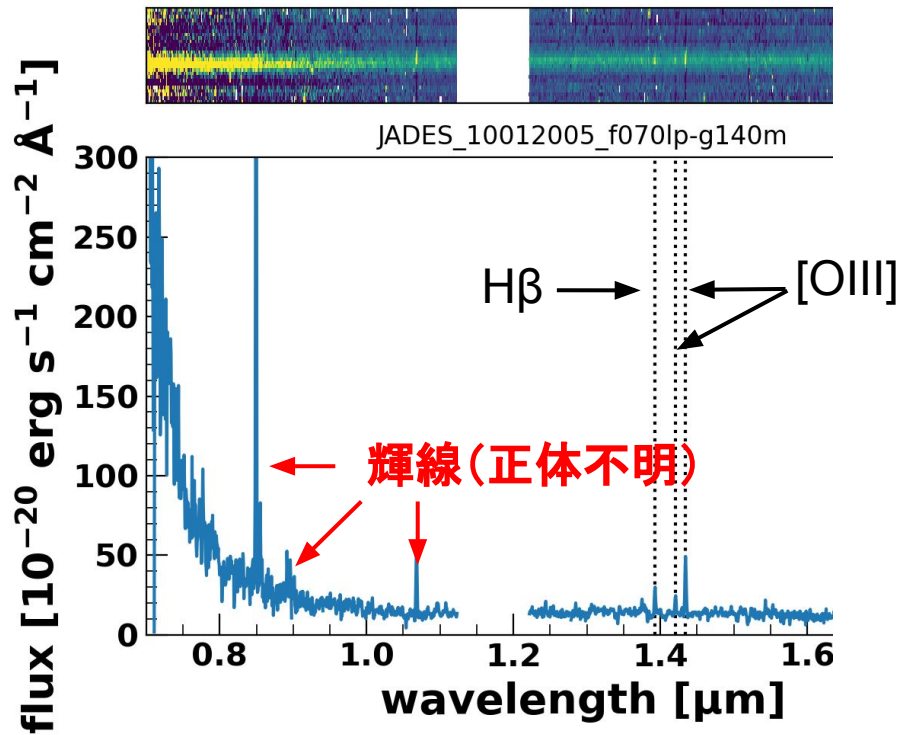 JADES_10012005_f070lp-g140m
flux [10⁻²⁰ erg s⁻¹ cm⁻² Å⁻¹]
300
250
200
150
100
50
0
Hβ
[OIII]
輝線(正体不明)
0.8
1.0
1.2
1.4
1.6
wavelength [μm]